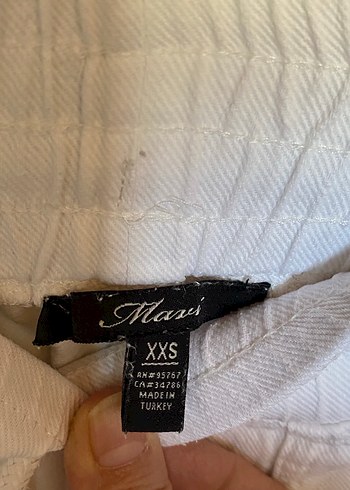 Mavi
XXS
RN#95767
CA#34786
MADE IN
TURKEY